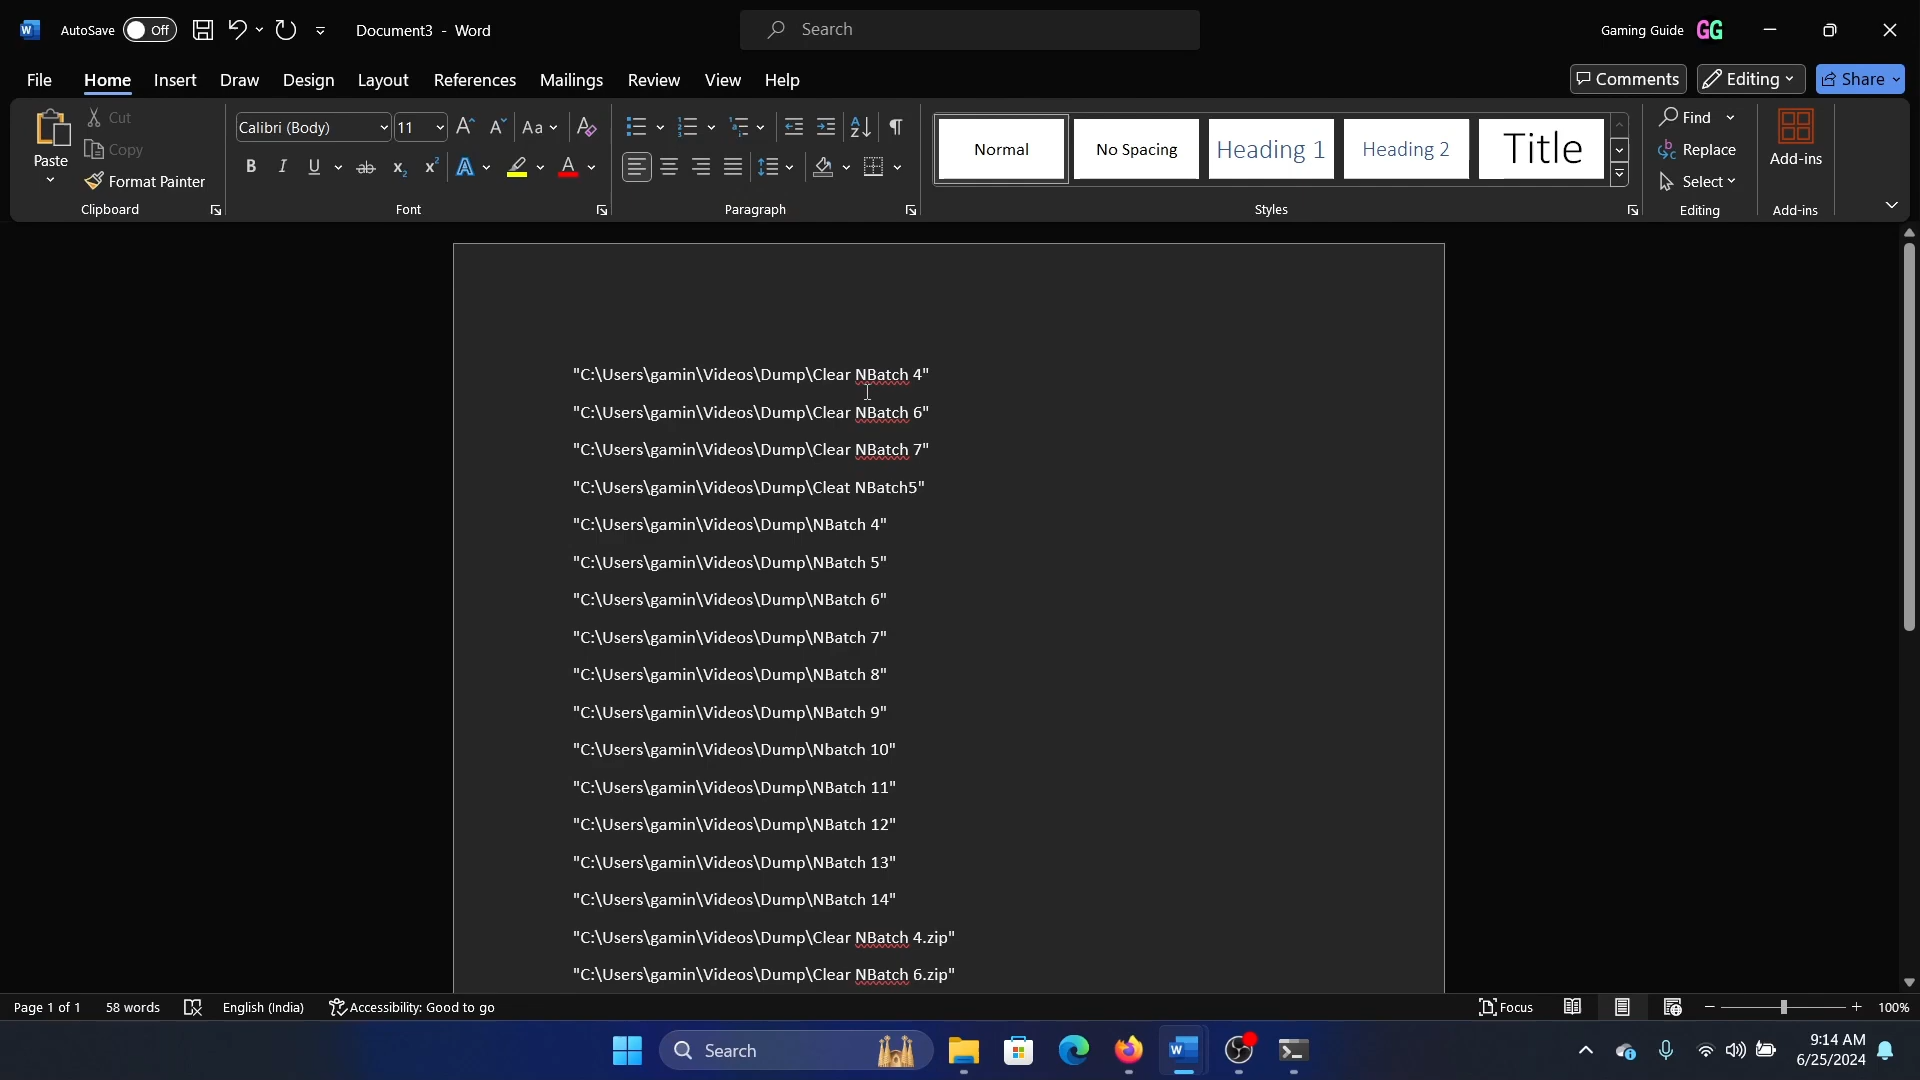 AutoSave Off Document3 - Word Search Gaming Guide GG
File Home Insert Draw Design Layout References Mailings Review View Help Comments Editing Share
Paste Cut Copy Format Painter Clipboard
Calibri (Body) 11 Font
Paragraph
Normal No Spacing Heading 1 Heading 2 Title Styles
Find Replace Select Editing
Add-ins Add-ins
"C:\Users\gamin\Videos\Dump\Clear NBatch 4"
"C:\Users\gamin\Videos\Dump\Clear NBatch 6"
"C:\Users\gamin\Videos\Dump\Clear NBatch 7"
"C:\Users\gamin\Videos\Dump\Cleat NBatch5"
"C:\Users\gamin\Videos\Dump\NBatch 4"
"C:\Users\gamin\Videos\Dump\NBatch 5"
"C:\Users\gamin\Videos\Dump\NBatch 6"
"C:\Users\gamin\Videos\Dump\NBatch 7"
"C:\Users\gamin\Videos\Dump\NBatch 8"
"C:\Users\gamin\Videos\Dump\NBatch 9"
"C:\Users\gamin\Videos\Dump\Nbatch 10"
"C:\Users\gamin\Videos\Dump\NBatch 11"
"C:\Users\gamin\Videos\Dump\NBatch 12"
"C:\Users\gamin\Videos\Dump\NBatch 13"
"C:\Users\gamin\Videos\Dump\NBatch 14"
"C:\Users\gamin\Videos\Dump\Clear NBatch 4.zip"
"C:\Users\gamin\Videos\Dump\Clear NBatch 6.zip"
Page 1 of 1 58 words English (India) Accessibility: Good to go Focus 100%
Search 9:14 AM
6/25/2024